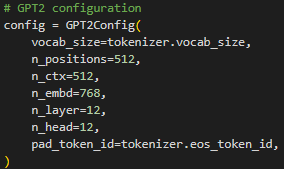 # GPT2 configuration
config = GPT2Config(
    vocab_size=tokenizer.vocab_size,
    n_positions=512,
    n_ctx=512,
    n_embd=768,
    n_layer=12,
    n_head=12,
    pad_token_id=tokenizer.eos_token_id,
)